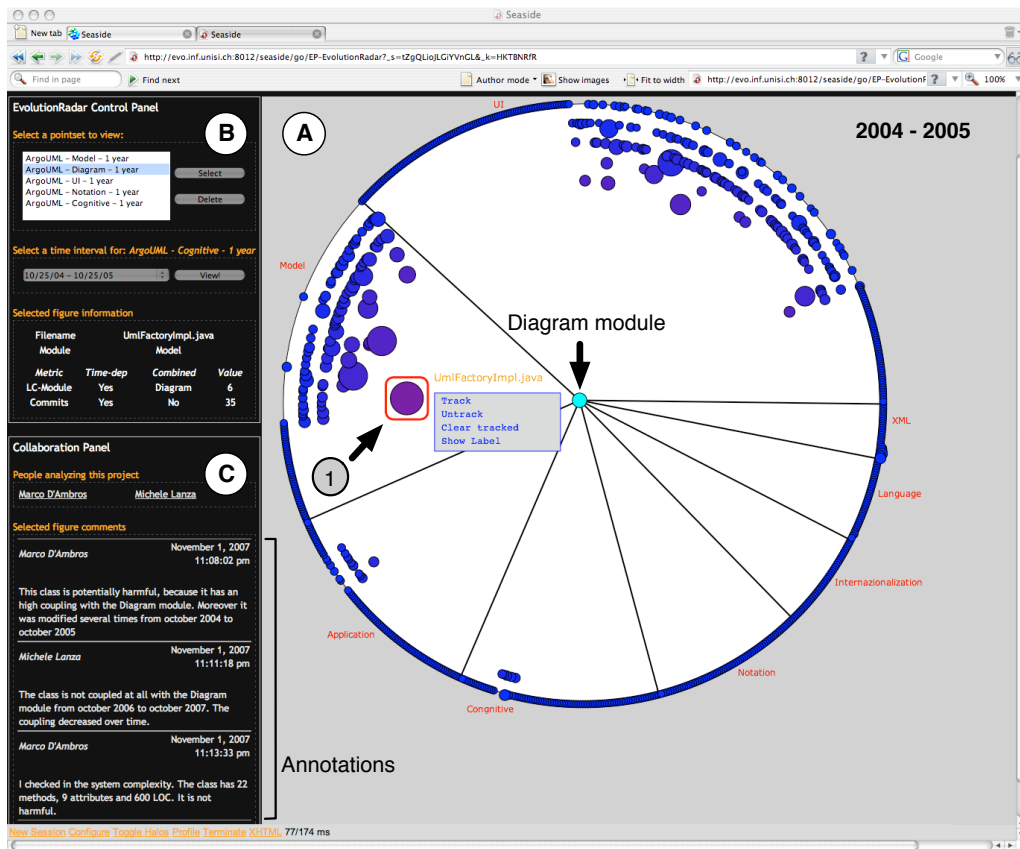 Seaside
New tab
Seaside
Seaside
http://evo.inf.unisi.ch:8012/seaside/go/EP-EvolutionRadar?_s=tZgQLioJLGiYVnGL&_k=HKTBNRfR
?
Google
Find in page
Find next
Author mode
Show images
Fit to width
http://evo.inf.unisi.ch:8012/seaside/go/EP-EvolutionF
?
100%
EvolutionRadar Control Panel
B
Select a pointset to view:
ArgoUML - Model - 1 year
ArgoUML - Diagram - 1 year
ArgoUML - UI - 1 year
ArgoUML - Notation - 1 year
ArgoUML - Cognitive - 1 year
Select
Delete
Select a time interval for: ArgoUML - Cognitive - 1 year
10/25/04 - 10/25/05
View!
Selected figure information
Filename UmlFactoryImpl.java
Module Model
Metric Time-dep Combined Value
LC-Module Yes Diagram 6
Commits Yes No 35
Collaboration Panel
C
People analyzing this project
Marco D'Ambros Michele Lanza
Selected figure comments
Marco D'Ambros November 1, 2007
11:08:02 pm
This class is potentially harmful, because it has an
high coupling with the Diagram module. Moreover it
was modified several times from october 2004 to
october 2005
Michele Lanza November 1, 2007
11:11:18 pm
The class is not coupled at all with the Diagram
module from october 2006 to october 2007. The
coupling decreased over time.
Marco D'Ambros November 1, 2007
11:13:33 pm
I checked in the system complexity. The class has 22
methods, 9 attributes and 600 LOC. It is not
harmful.
New Session Configure Toggle Halos Profile Terminate XHTML 77/174 ms
A
2004 - 2005
UI
Model
Diagram module
UmlFactoryImpl.java
Track
Untrack
Clear tracked
Show Label
1
XML
Language
Internazionalization
Notation
Congnitive
Application
Annotations